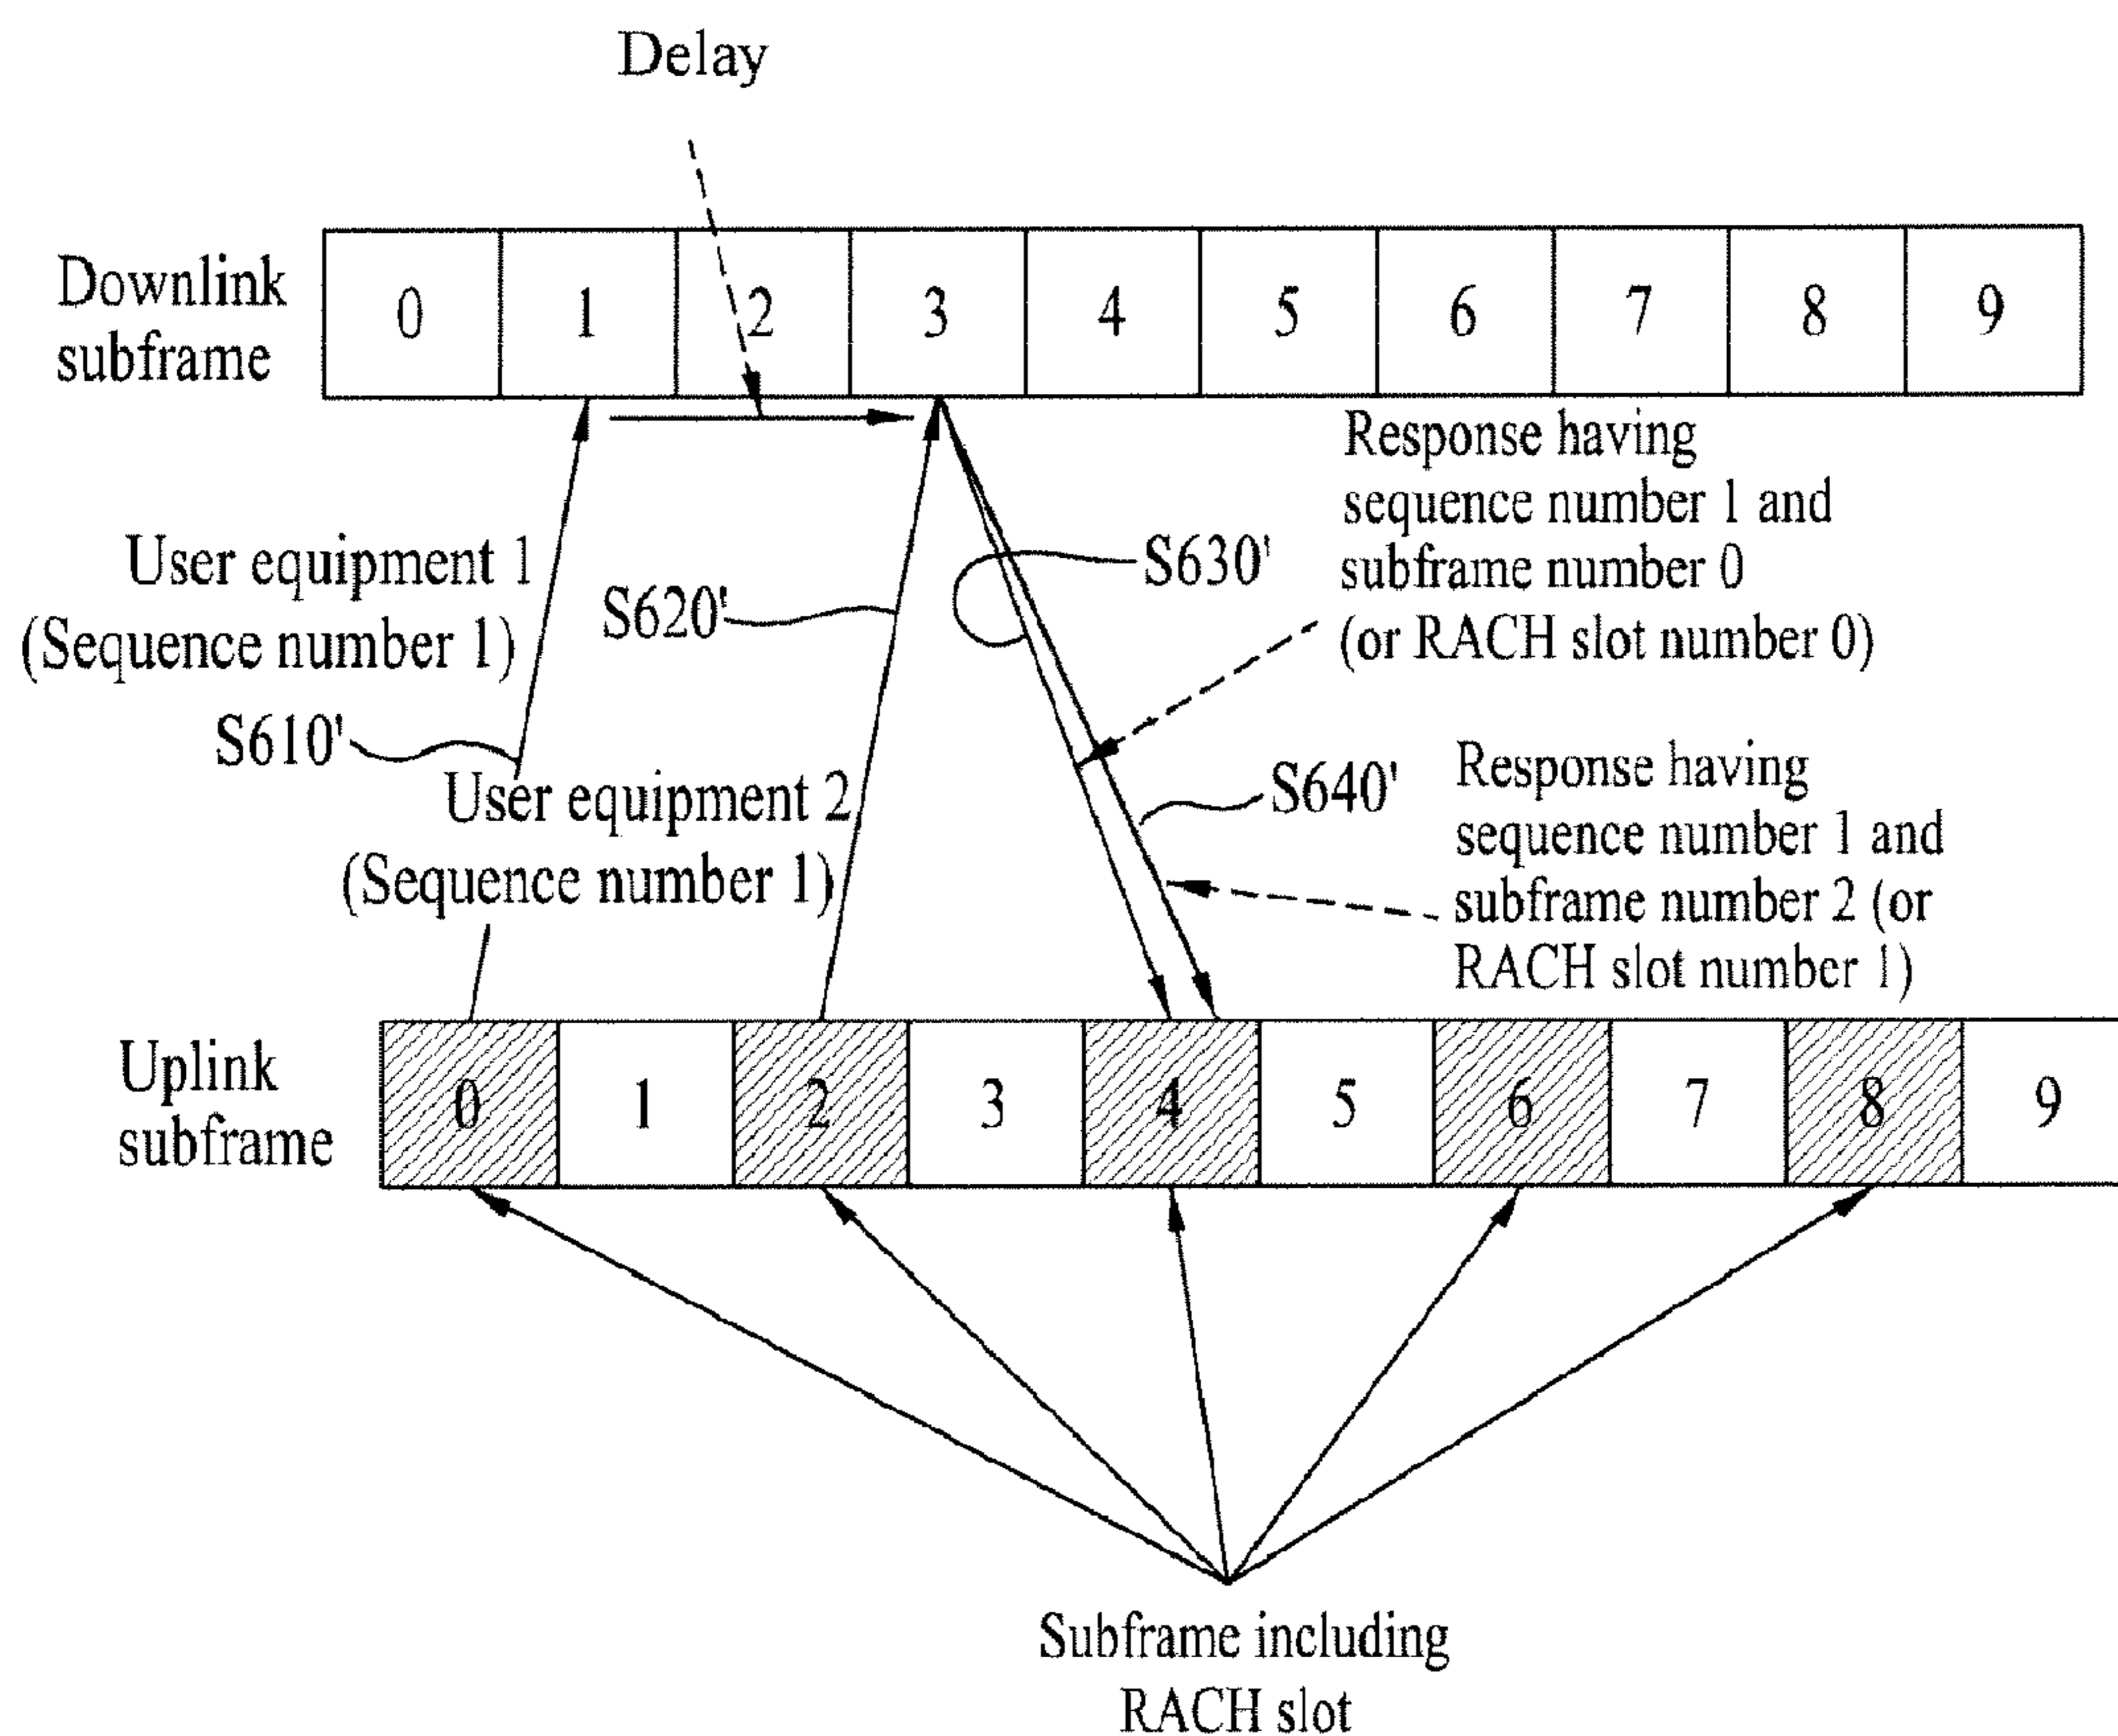 Delay
Downlink
subframe
0 1 2 3 4 5 6 7 8 9
Response having
sequence number 1 and
subframe number 0
(or RACH slot number 0)
User equipment 1
(Sequence number 1)
S610'
S620'
S630'
User equipment 2
(Sequence number 1)
S640'
Response having
sequence number 1 and
subframe number 2 (or
RACH slot number 1)
Uplink
subframe
0 1 2 3 4 5 6 7 8 9
Subframe including
RACH slot